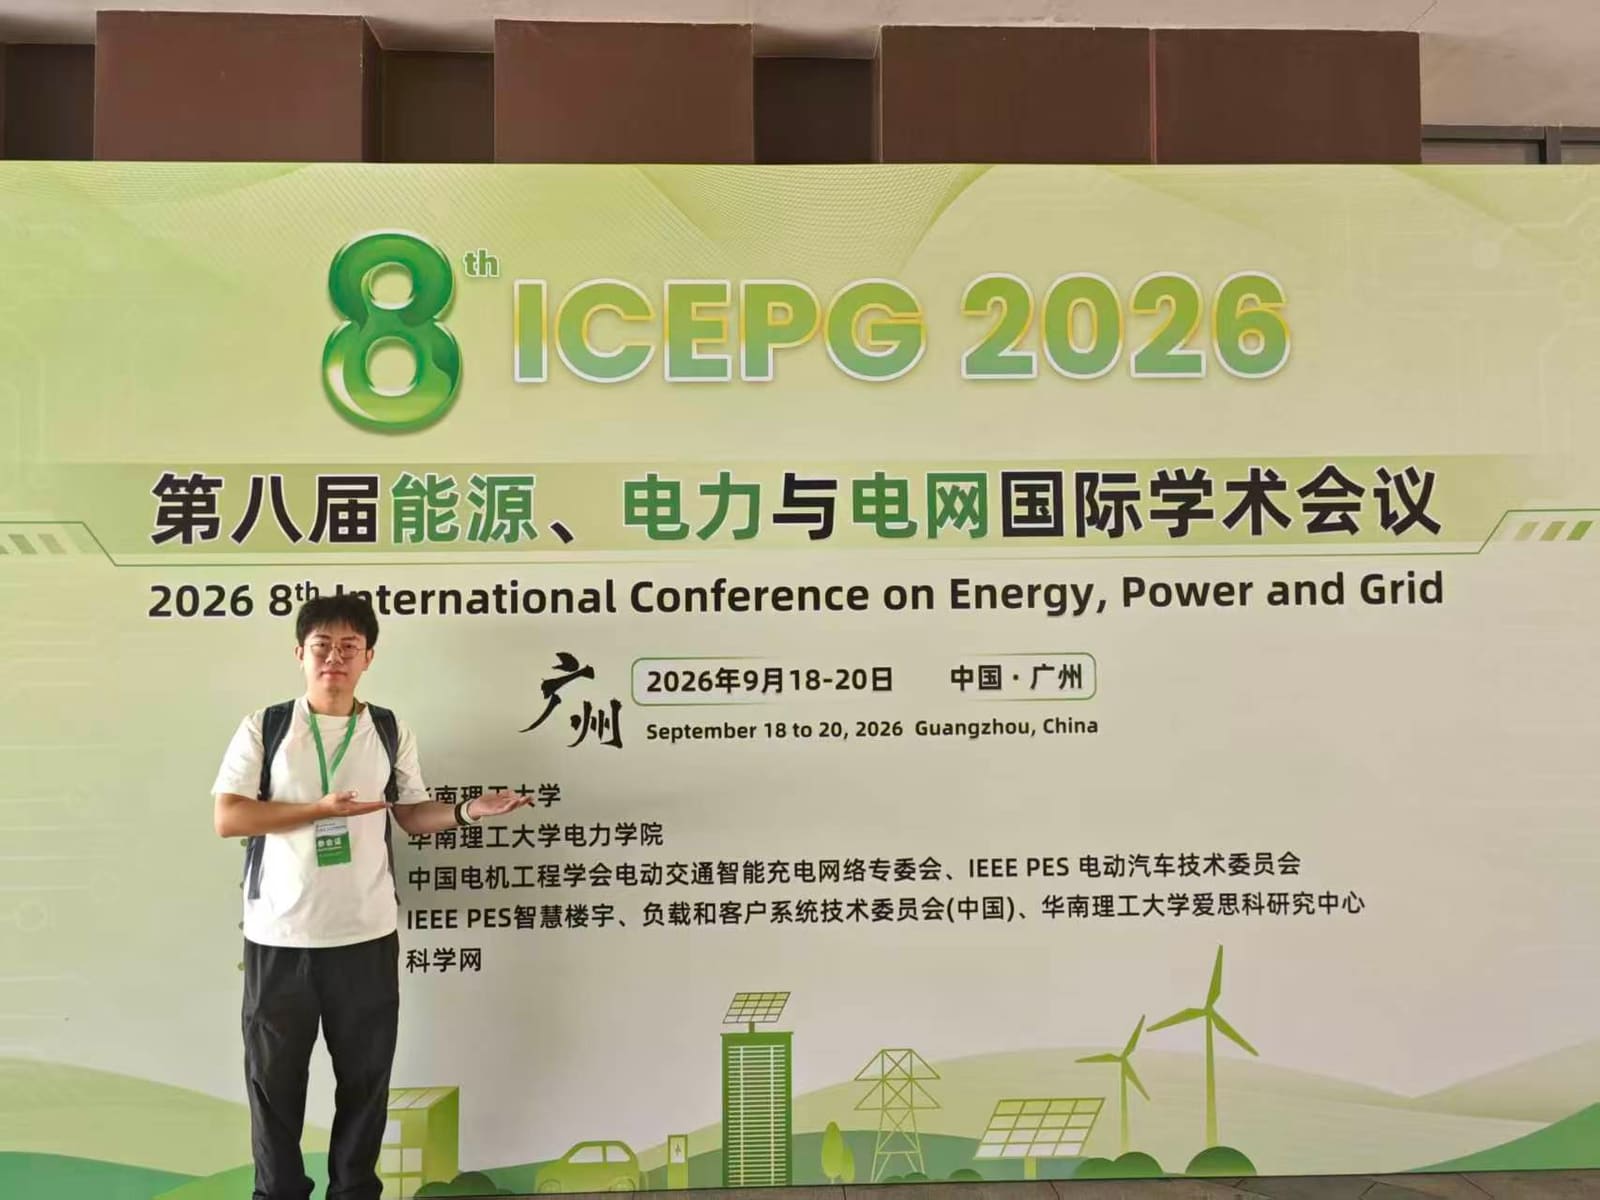 8th ICEPG 2026
第八届能源、电力与电网国际学术会议
2026 8th International Conference on Energy, Power and Grid
广州
2026年9月18-20日 中国·广州
September 18 to 20, 2026 Guangzhou, China
华南理工大学
华南理工大学电力学院
中国电机工程学会电动交通智能充电网络专委会、IEEE PES 电动汽车技术委员会
IEEE PES智慧楼宇、负载和客户系统技术委员会(中国)、华南理工大学爱思科研究中心
科学网
参会证